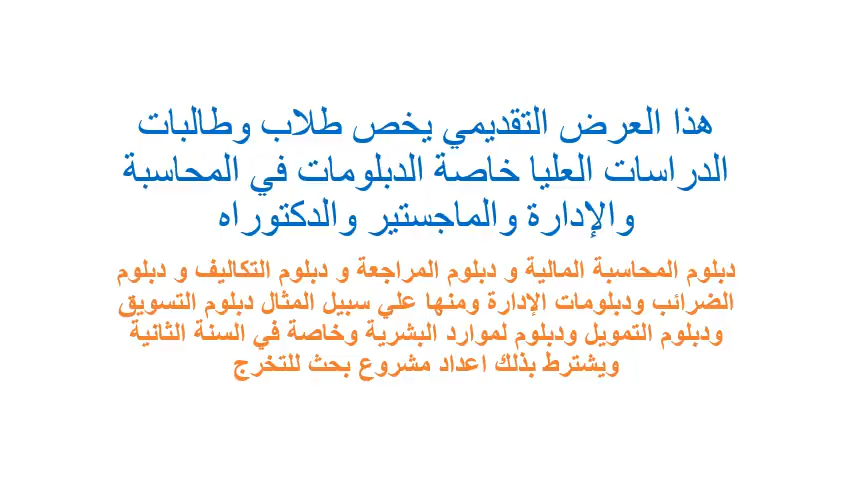 هذا العرض التقديمي يخص طلاب وطالبات
الدراسات العليا خاصة الدبلومات في المحاسبة
والإدارة والماجستير والدكتوراه
دبلوم المحاسبة المالية و دبلوم المراجعة و دبلوم التكاليف و دبلوم
الضرائب ودبلومات الإدارة ومنها علي سبيل المثال دبلوم التسويق
ودبلوم التمويل ودبلوم لموارد البشرية وخاصة في السنة الثانية
ويشترط بذلك اعداد مشروع بحث للتخرج